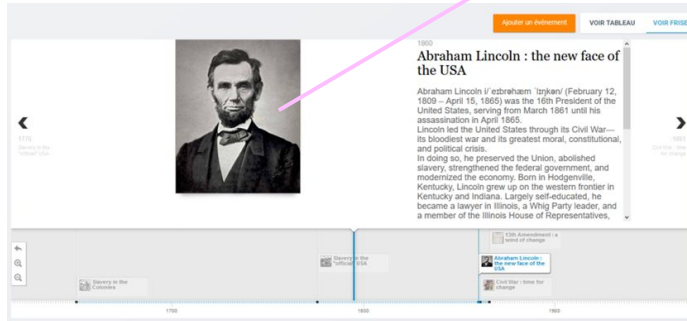 Ajouter un événement
VOIR TABLEAU
VOIR FRISE
1860
Abraham Lincoln : the new face of
the USA
Abraham Lincoln i/ˈeɪbrəhæm ˈlɪŋkən/ (February 12,
1809 – April 15, 1865) was the 16th President of the
United States, serving from March 1861 until his
assassination in April 1865.
Lincoln led the United States through its Civil War—
its bloodiest war and its greatest moral, constitutional,
and political crisis.
In doing so, he preserved the Union, abolished
slavery, strengthened the federal government, and
modernized the economy. Born in Hodgenville,
Kentucky, Lincoln grew up on the western frontier in
Kentucky and Indiana. Largely self-educated, he
became a lawyer in Illinois, a Whig Party leader, and
a member of the Illinois House of Representatives,
Slavery in the
"official" USA
13th Amendment : a
wind of change
Slavery in the
"official" USA
Abraham Lincoln :
the new face of the
USA
Slavery in the
Colonies
Civil War : time for
change